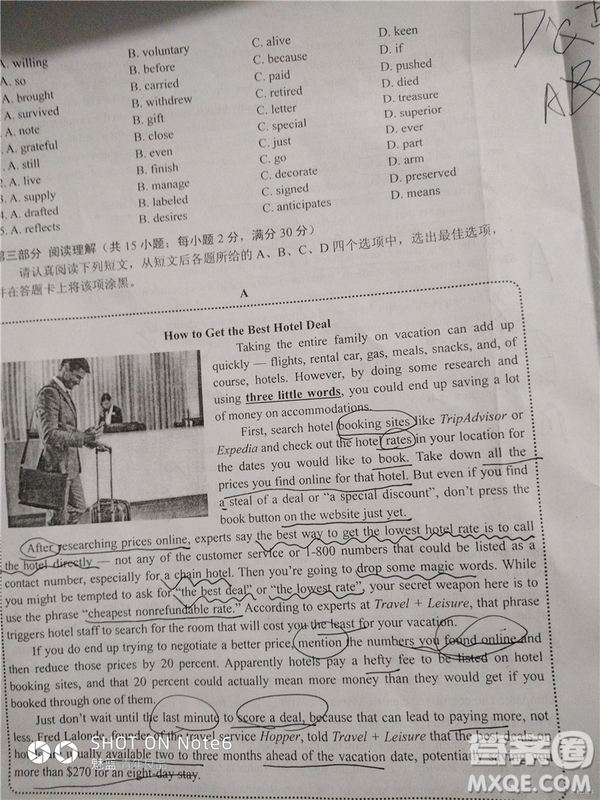 A. willing B. voluntary C. alive D. keen
A. so B. before C. because D. if
A. brought B. carried C. paid D. pushed
A. survived B. withdrew C. retired D. died
A. note B. gift C. letter D. treasure
A. grateful B. close C. special D. superior
A. still B. even C. just D. ever
2. A. live B. finish C. go D. part
3. A. supply B. manage C. decorate D. arm
4. A. drafted B. labeled C. signed D. preserved
5. A. reflects B. desires C. anticipates D. means
第三部分 阅读理解（共 15 小题；每小题 2 分，满分 30 分）
请认真阅读下列短文，从短文后各题所给的 A、B、C、D 四个选项中，选出最佳选项，
并在答题卡上将该项涂黑。
A
How to Get the Best Hotel Deal
Taking the entire family on vacation can add up
quickly — flights, rental car, gas, meals, snacks, and, of
course, hotels. However, by doing some research and
using three little words, you could end up saving a lot
of money on accommodations.
First, search hotel booking sites like TripAdvisor or
Expedia and check out the hotel rates in your location for
the dates you would like to book. Take down all the
prices you find online for that hotel. But even if you find
a steal of a deal or "a special discount", don't press the
book button on the website just yet.
After researching prices online, experts say the best way to get the lowest hotel rate is to call
the hotel directly — not any of the customer service or 1-800 numbers that could be listed as a
contact number, especially for a chain hotel. Then you're going to drop some magic words. While
you might be tempted to ask for "the best deal" or "the lowest rate", your secret weapon here is to
use the phrase "cheapest nonrefundable rate." According to experts at Travel + Leisure, that phrase
triggers hotel staff to search for the room that will cost you the least for your vacation.
If you do end up trying to negotiate a better price, mention the numbers you found online and
then reduce those prices by 20 percent. Apparently hotels pay a hefty fee to be listed on hotel
booking sites, and that 20 percent could actually mean more money than they would get if you
booked through one of them.
Just don't wait until the last minute to score a deal, because that can lead to paying more, not
less. Fred Lalonde, founder of the travel service Hopper, told Travel + Leisure that the best deals on
hotels are usually available two to three months ahead of the vacation date, potentially saving you
more than $270 for an eight-day stay.
SHOT ON Note6
魅蓝
答案圈
MXQE.COM
D
C
AB